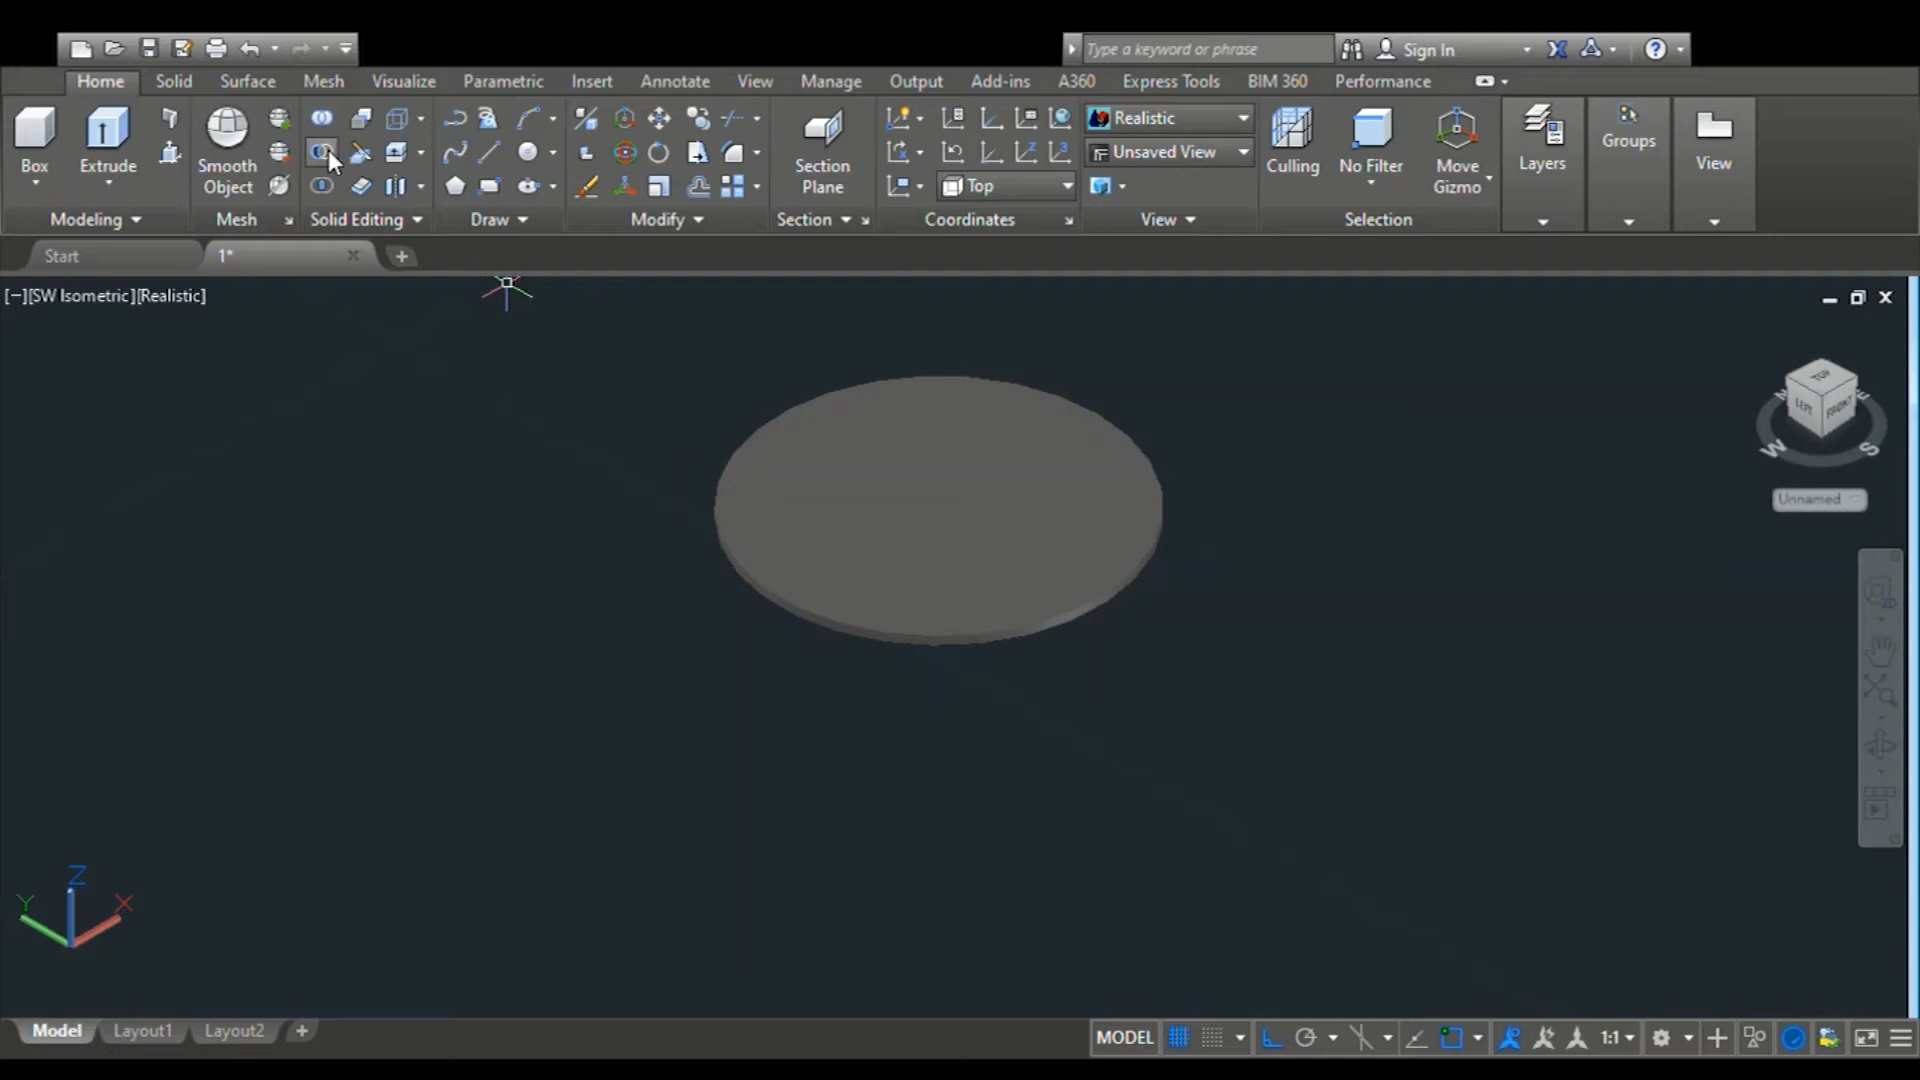 Type a keyword or phrase
Sign In
Home Solid Surface Mesh Visualize Parametric Insert Annotate View Manage Output Add-ins A360 Express Tools BIM 360 Performance
Realistic
Unsaved View
Top
Box
Extrude
Smooth Object
Section Plane
Culling
No Filter
Move Gizmo
Layers
Groups
View
Modeling Mesh Solid Editing Draw Modify Section Coordinates View Selection
Start 1*
[−][SW Isometric][Realistic]
TOP
LEFT FRONT
N E
W S
Unnamed
Z
Y X
Model Layout1 Layout2
MODEL 1:1